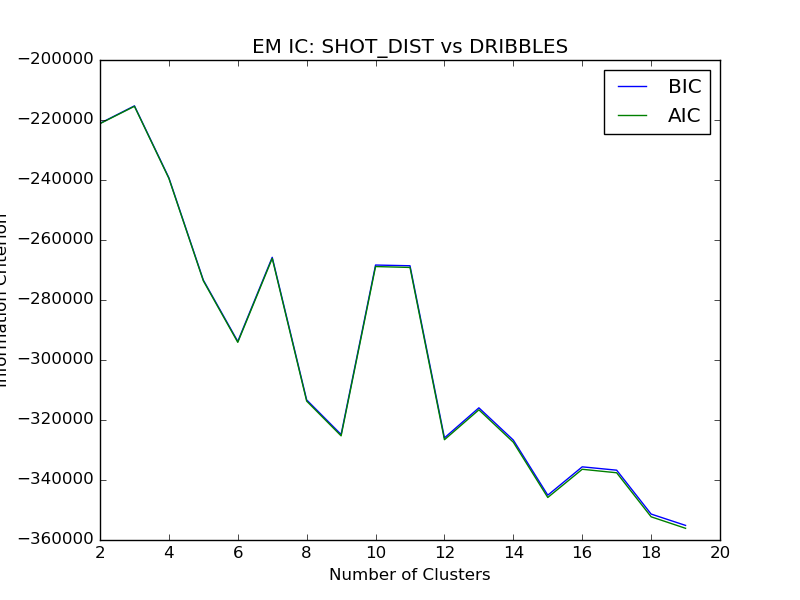 EM IC: SHOT_DIST vs DRIBBLES
−200000
−220000
−240000
−260000
−280000
−300000
−320000
−340000
−360000
Information Criterion
BIC
AIC
2 4 6 8 10 12 14 16 18 20
Number of Clusters